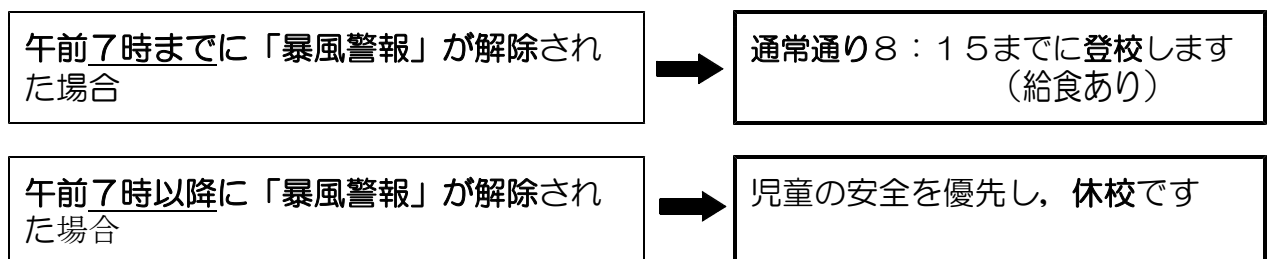 午前７時までに「暴風警報」が解除され
た場合
通常通り８：１５までに登校します
（給食あり）
午前７時以降に「暴風警報」が解除され
た場合
児童の安全を優先し，休校です